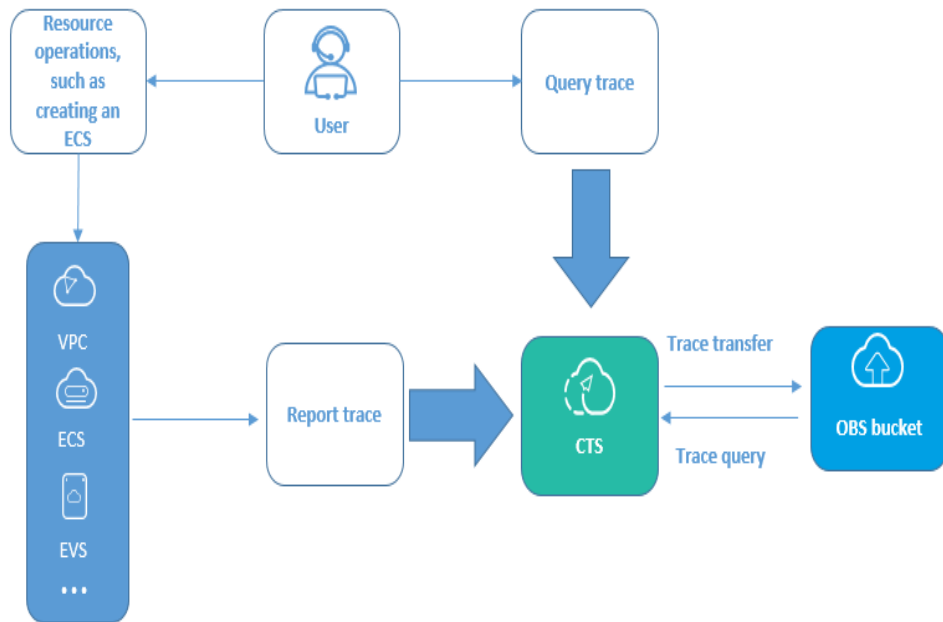 Resource
operations,
such as
creating an
ECS
User
Query trace
VPC
ECS
EVS
...
Report trace
CTS
Trace transfer
Trace query
OBS bucket